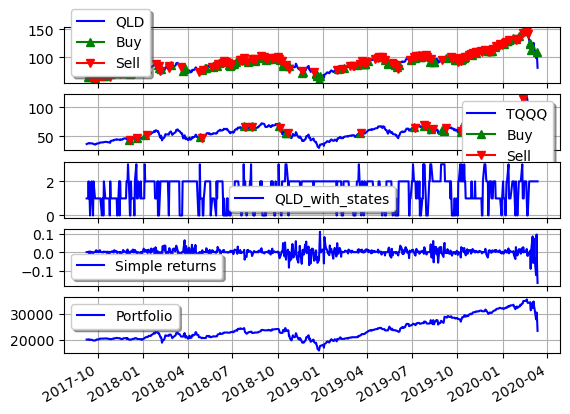 150
100
QLD
Buy
Sell
100
50
TQQQ
Buy
Sell
2
0
QLD_with_states
0.1
0.0
−0.1
Simple returns
30000
20000
Portfolio
2017-10
2018-01
2018-04
2018-07
2018-10
2019-01
2019-04
2019-07
2019-10
2020-01
2020-04